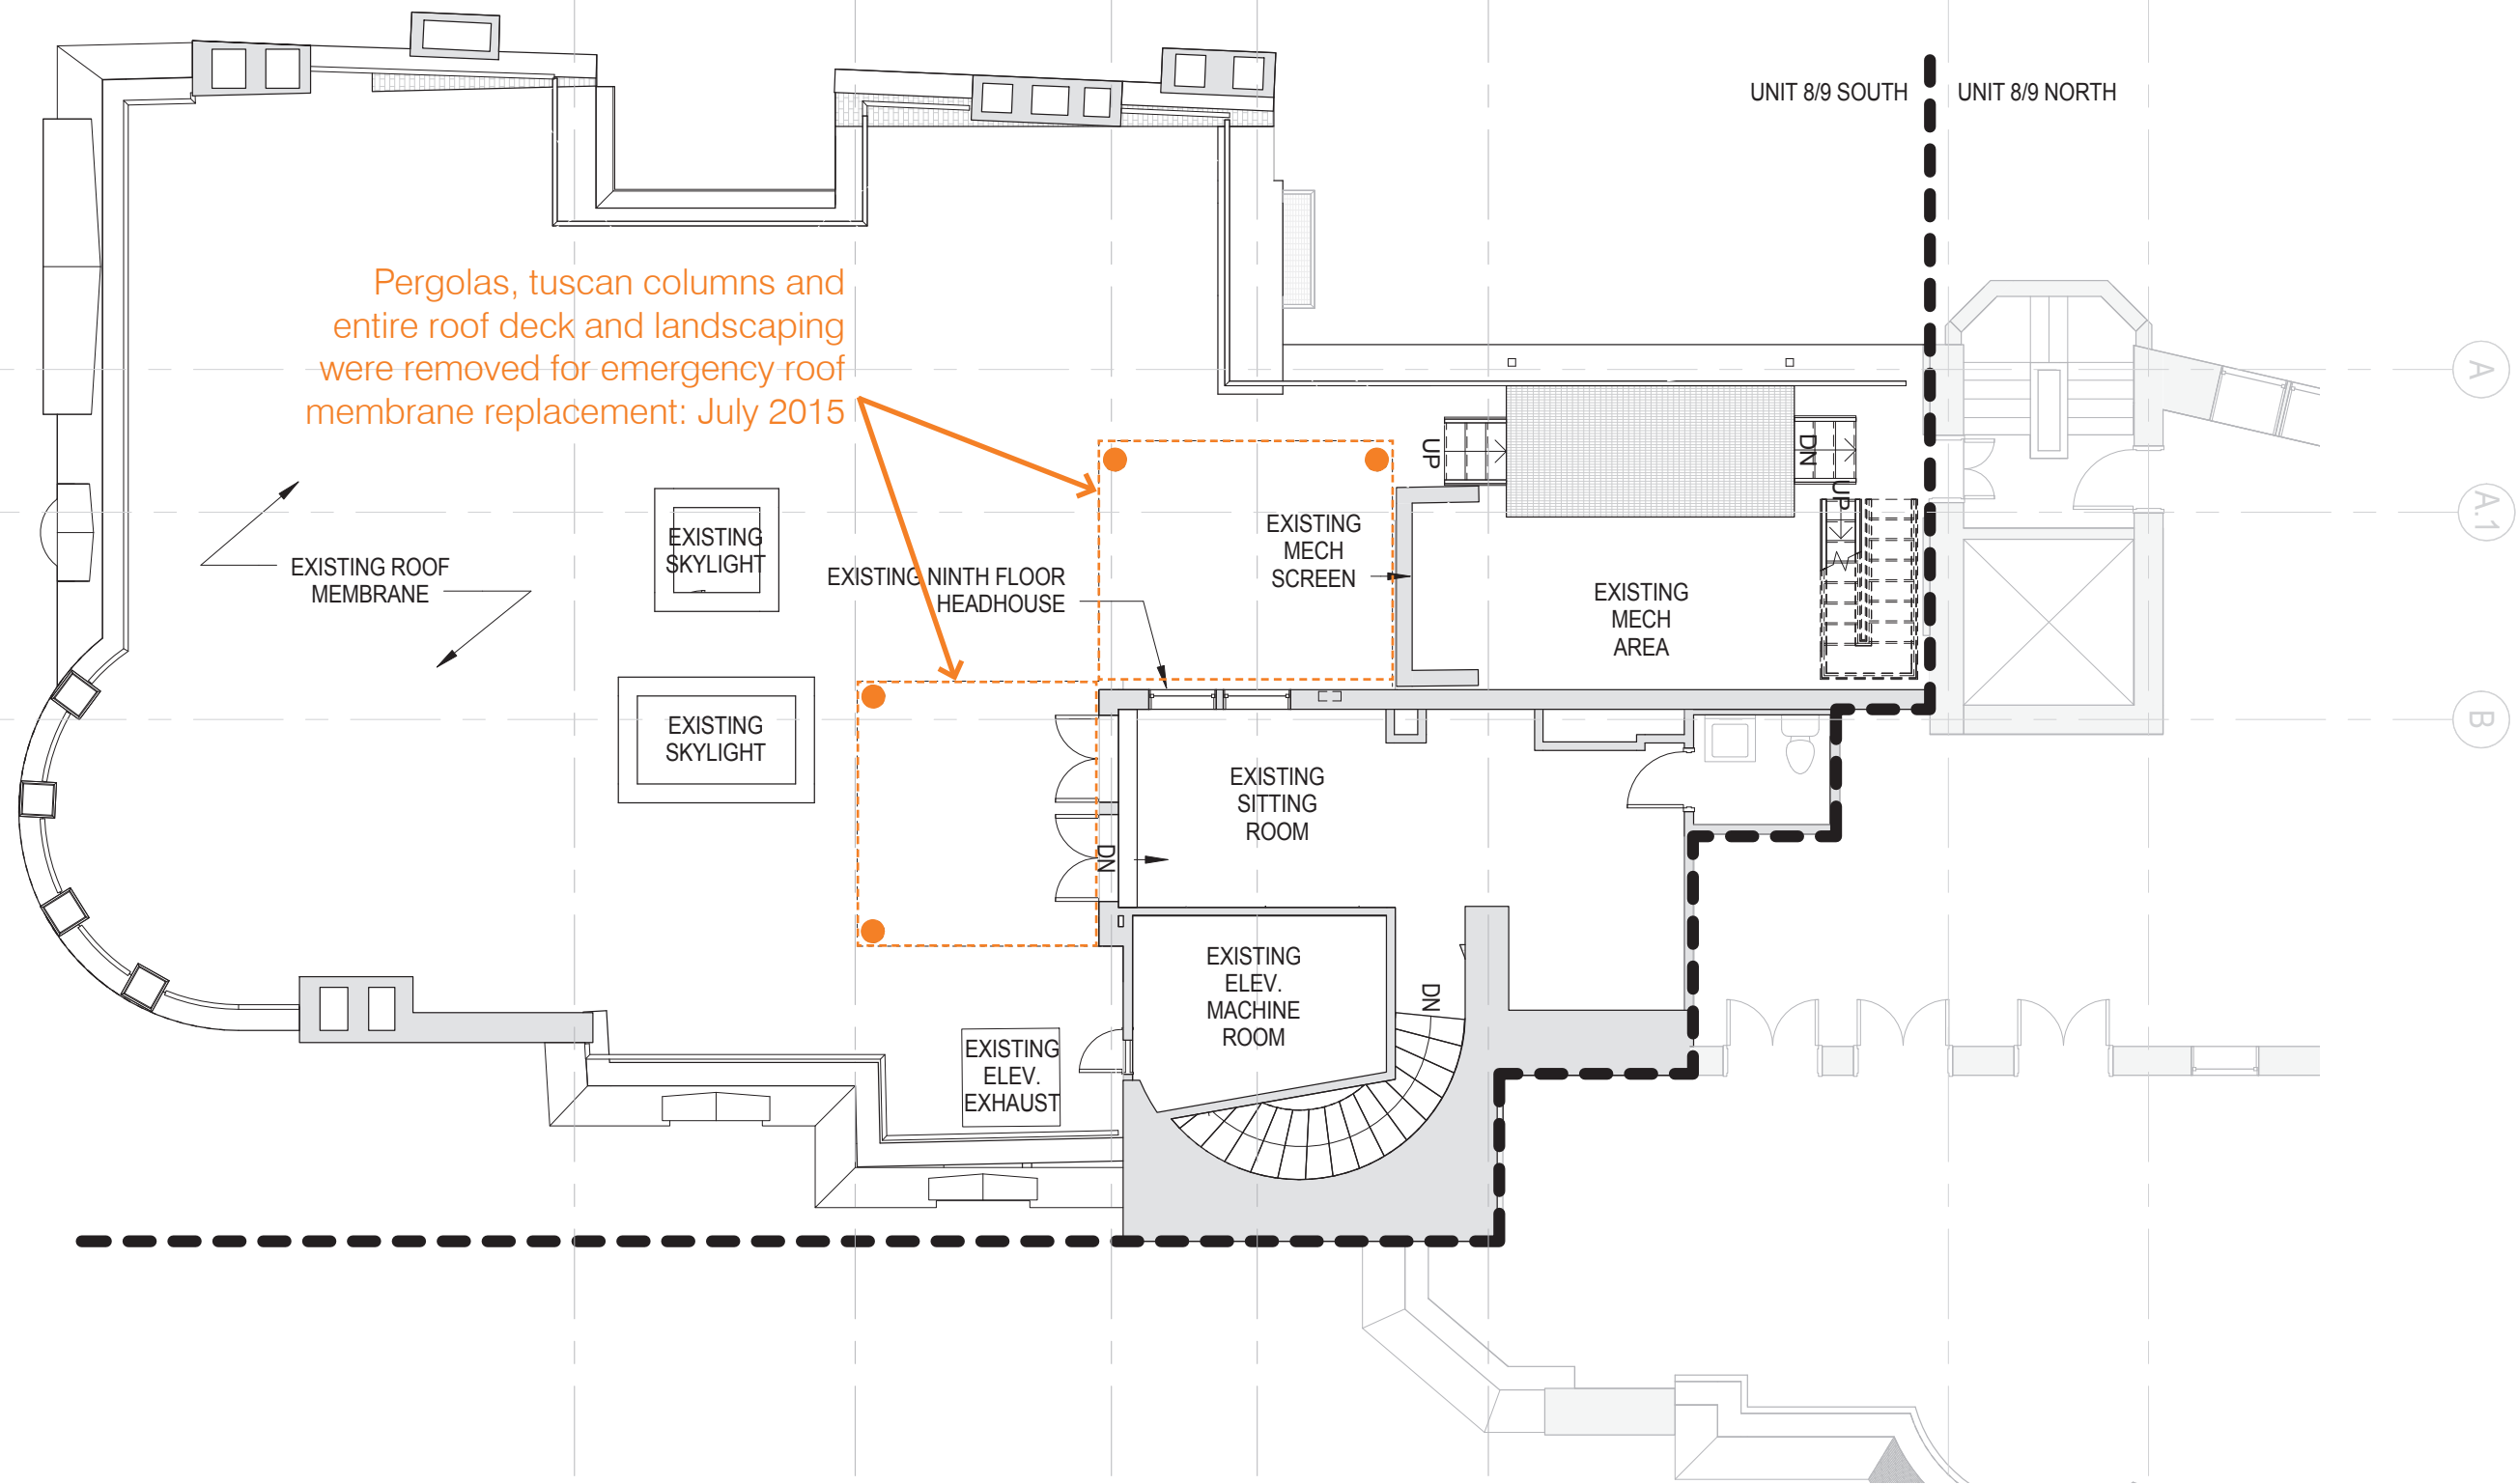 UNIT 8/9 SOUTH
UNIT 8/9 NORTH
Pergolas, tuscan columns and
entire roof deck and landscaping
were removed for emergency roof
membrane replacement: July 2015
A
A.1
B
UP
DN
UP
EXISTING
SKYLIGHT
EXISTING
MECH
SCREEN
EXISTING ROOF
MEMBRANE
EXISTING NINTH FLOOR
HEADHOUSE
EXISTING
MECH
AREA
EXISTING
SKYLIGHT
EXISTING
SITTING
ROOM
DN
EXISTING
ELEV.
MACHINE
ROOM
DN
EXISTING
ELEV.
EXHAUST